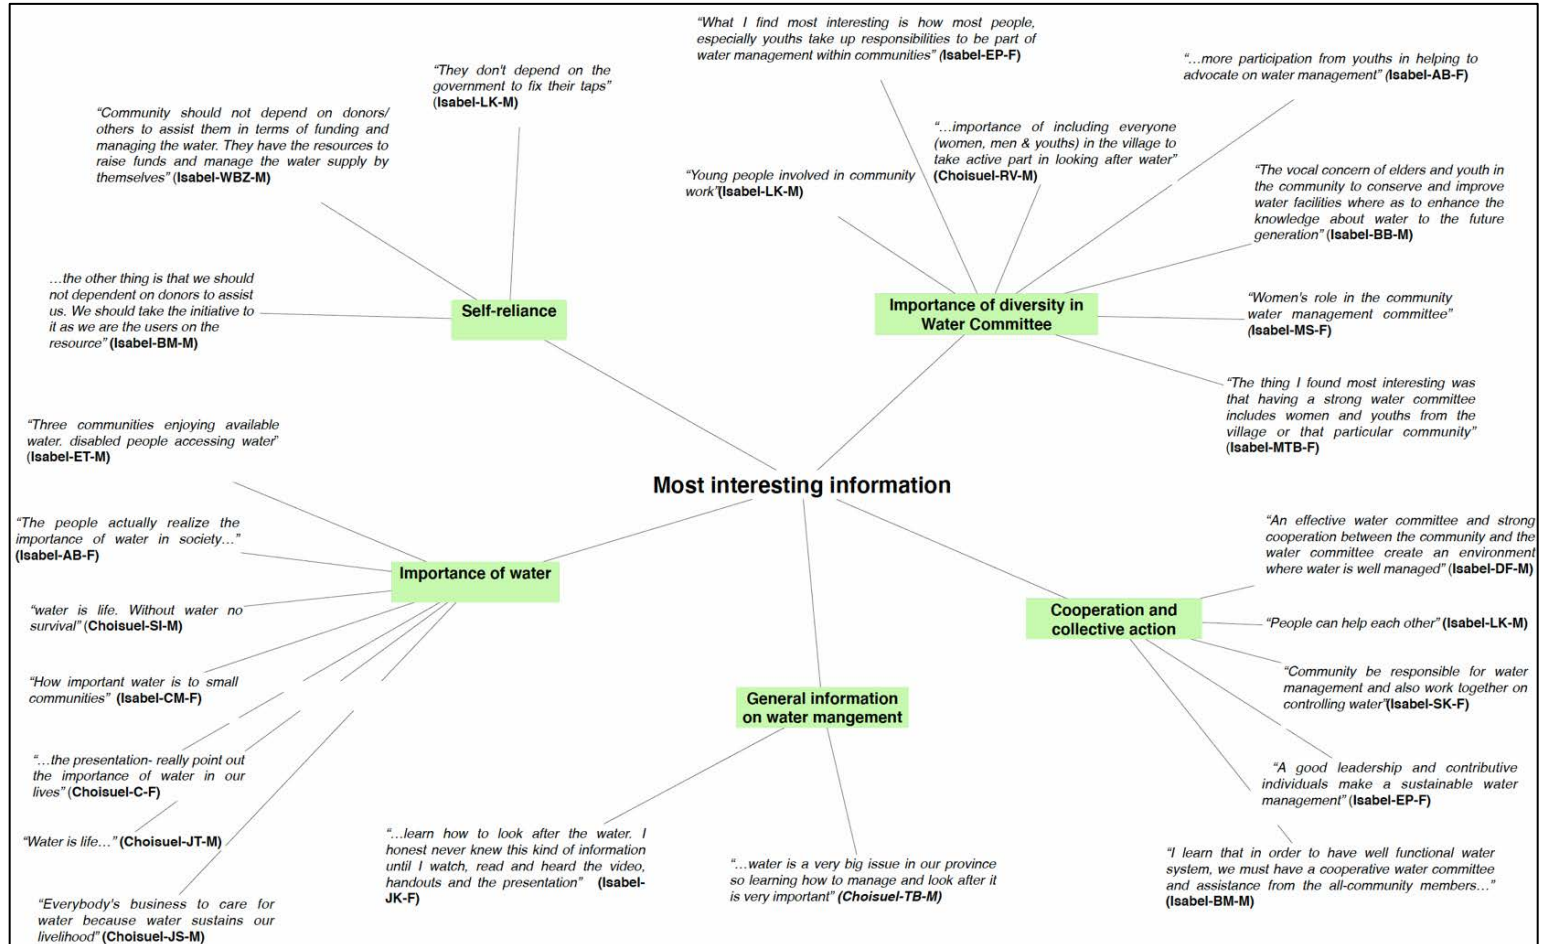 “What I find most interesting is how most people,
especially youths take up responsibilities to be part of
water management within communities” (Isabel-EP-F)
“They don't depend on the
government to fix their taps”
(Isabel-LK-M)
“…more participation from youths in helping to
advocate on water management” (Isabel-AB-F)
“Community should not depend on donors/
others to assist them in terms of funding and
managing the water. They have the resources to
raise funds and manage the water supply by
themselves” (Isabel-WBZ-M)
“…importance of including everyone
(women, men & youths) in the village to
take active part in looking after water”
(Choisuel-RV-M)
“Young people involved in community
work”(Isabel-LK-M)
“The vocal concern of elders and youth in
the community to conserve and improve
water facilities where as to enhance the
knowledge about water to the future
generation” (Isabel-BB-M)
…the other thing is that we should
not dependent on donors to assist
us. We should take the initiative to
it as we are the users on the
resource” (Isabel-BM-M)
Self-reliance
Importance of diversity in
Water Committee
“Women’s role in the community
water management committee”
(Isabel-MS-F)
“The thing I found most interesting was
that having a strong water committee
includes women and youths from the
village or that particular community”
(Isabel-MTB-F)
“Three communities enjoying available
water. disabled people accessing water”
(Isabel-ET-M)
Most interesting information
“The people actually realize the
importance of water in society…”
(Isabel-AB-F)
“An effective water committee and strong
cooperation between the community and the
water committee create an environment
where water is well managed” (Isabel-DF-M)
Importance of water
“water is life. Without water no
survival” (Choisuel-SI-M)
Cooperation and
collective action
“People can help each other” (Isabel-LK-M)
“How important water is to small
communities” (Isabel-CM-F)
“Community be responsible for water
management and also work together on
controlling water”(Isabel-SK-F)
General information
on water mangement
“…the presentation- really point out
the importance of water in our
lives” (Choisuel-C-F)
“A good leadership and contributive
individuals make a sustainable water
management” (Isabel-EP-F)
“Water is life…” (Choisuel-JT-M)
“…learn how to look after the water. I
honest never knew this kind of information
until I watch, read and heard the video,
handouts and the presentation” (Isabel-
JK-F)
“…water is a very big issue in our province
so learning how to manage and look after it
is very important” (Choisuel-TB-M)
“I learn that in order to have well functional water
system, we must have a cooperative water committee
and assistance from the all-community members…”
(Isabel-BM-M)
“Everybody’s business to care for
water because water sustains our
livelihood” (Choisuel-JS-M)